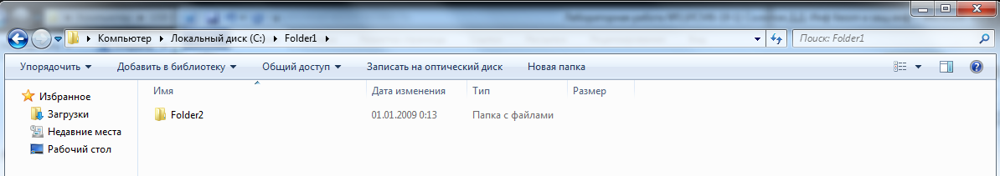 Компьютер Локальный диск (C:) Folder1 Поиск: Folder1
Упорядочить Добавить в библиотеку Общий доступ Записать на оптический диск Новая папка
Избранное
Загрузки
Недавние места
Рабочий стол
Имя Дата изменения Тип Размер
Folder2 01.01.2009 0:13 Папка с файлами